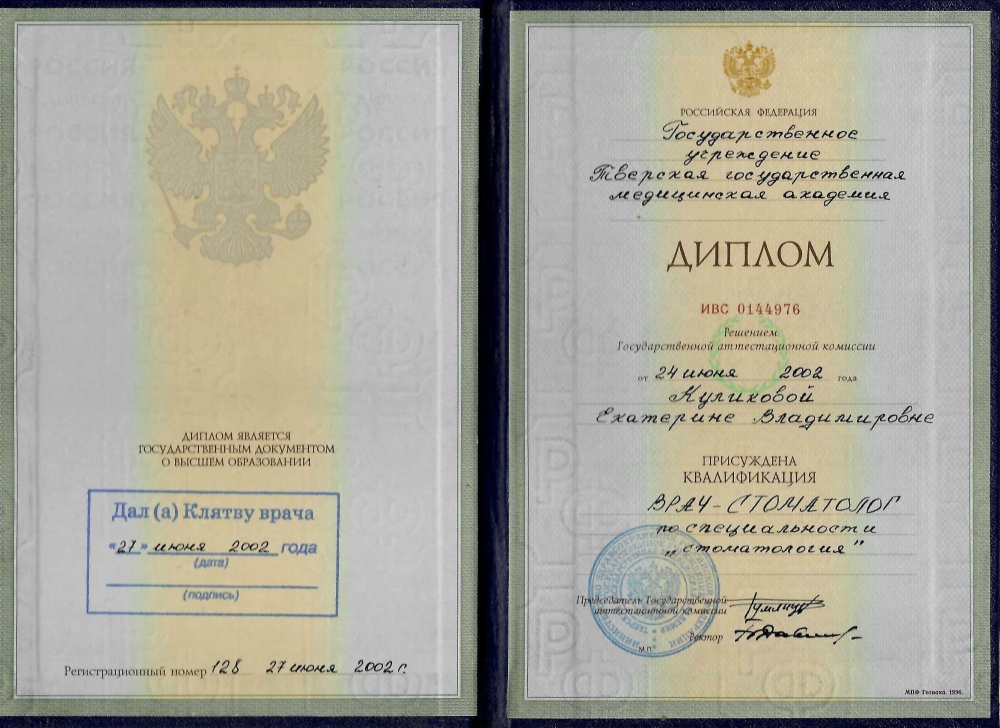 ДИПЛОМ ЯВЛЯЕТСЯ
ГОСУДАРСТВЕННЫМ ДОКУМЕНТОМ
О ВЫСШЕМ ОБРАЗОВАНИИ
Дал (а) Клятву врача
«27» июня 2002 года
(дата)
(подпись)
Регистрационный номер 128 27 июня 2002 г.
РОССИЙСКАЯ ФЕДЕРАЦИЯ
Государственное
учреждение
Тверская государственная
медицинская академия
ДИПЛОМ
ИВС 0144976
Решением
Государственной аттестационной комиссии
от 24 июня 2002 года
Куликовой
Екатерине Владимировне
ПРИСУЖДЕНА
КВАЛИФИКАЦИЯ
ВРАЧ-СТОМАТОЛОГ
по специальности
„стоматология"
Председатель Государственной
аттестационной комиссии
Ректор
М.П.
МПФ Гознака. 1996.